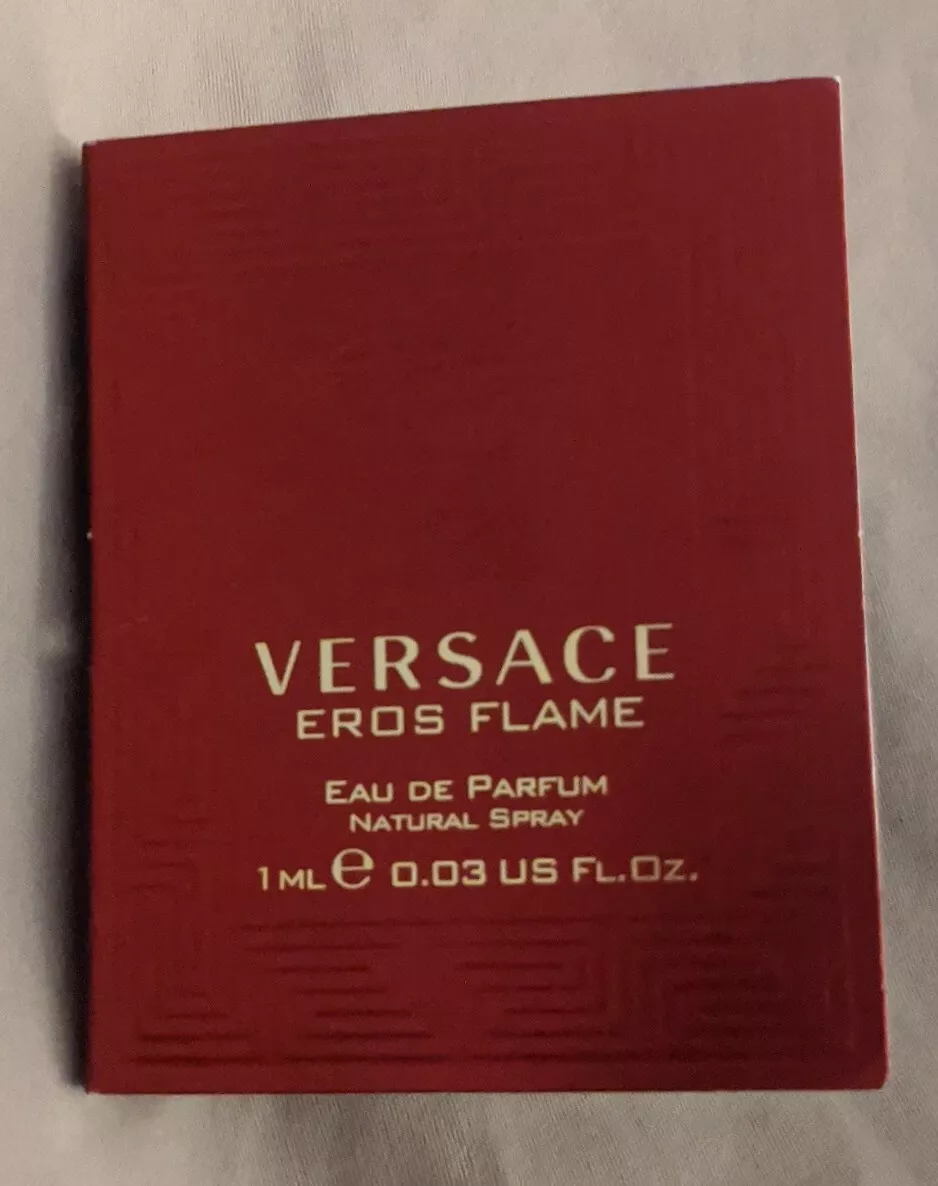 VERSACE
EROS FLAME
EAU DE PARFUM
NATURAL SPRAY
1 ML e 0.03 US FL.OZ.